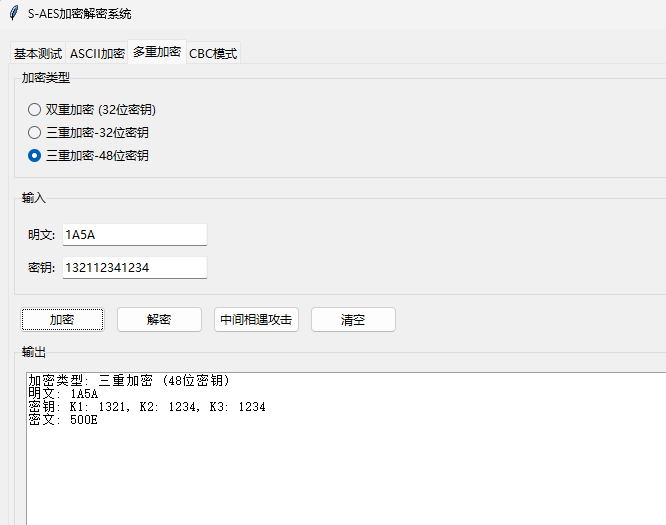 S-AES加密解密系统
基本测试 ASCII加密 多重加密 CBC模式
加密类型
双重加密 (32位密钥)
三重加密-32位密钥
三重加密-48位密钥
输入
明文: 1A5A
密钥: 132112341234
加密 解密 中间相遇攻击 清空
输出
加密类型: 三重加密 (48位密钥)
明文: 1A5A
密钥: K1: 1321, K2: 1234, K3: 1234
密文: 500E